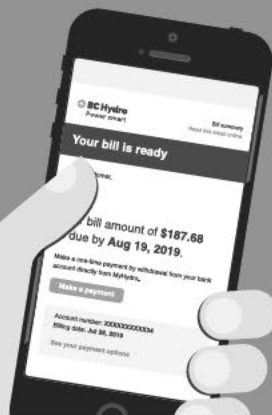 BC Hydro
Power smart
Bill summary
Read this email online
Your bill is ready
bill amount of $187.68
due by Aug 19, 2019.
Make a one-time payment by withdrawal from your bank
account directly from MyHydro.
Make a payment
Account number: XXXXXXXXXX34
Billing date: Jul 28, 2019
See your payment options